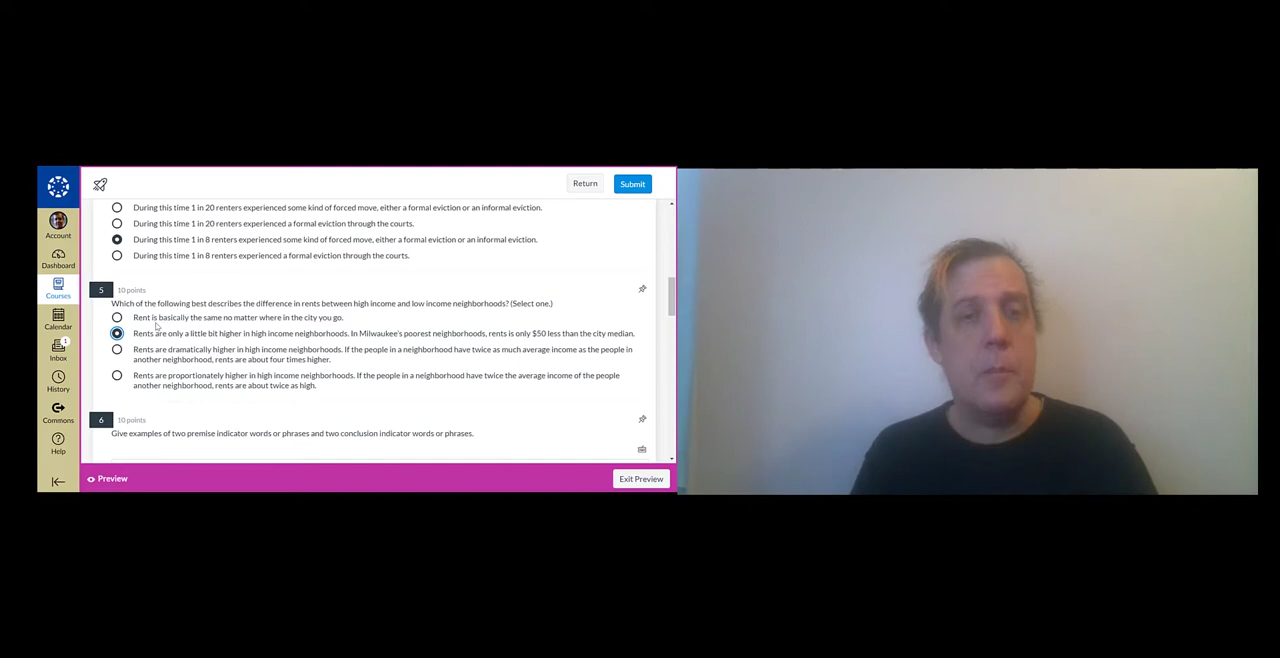 Return
Submit
Account
Dashboard
Courses
Calendar
1
Inbox
History
Commons
Help
During this time 1 in 20 renters experienced some kind of forced move, either a formal eviction or an informal eviction.
During this time 1 in 20 renters experienced a formal eviction through the courts.
During this time 1 in 8 renters experienced some kind of forced move, either a formal eviction or an informal eviction.
During this time 1 in 8 renters experienced a formal eviction through the courts.
5
10 points
Which of the following best describes the difference in rents between high income and low income neighborhoods? (Select one.)
Rent is basically the same no matter where in the city you go.
Rents are only a little bit higher in high income neighborhoods. In Milwaukee's poorest neighborhoods, rents is only $50 less than the city median.
Rents are dramatically higher in high income neighborhoods. If the people in a neighborhood have twice as much average income as the people in
another neighborhood, rents are about four times higher.
Rents are proportionately higher in high income neighborhoods. If the people in a neighborhood have twice the average income of the people
another neighborhood, rents are about twice as high.
6
10 points
Give examples of two premise indicator words or phrases and two conclusion indicator words or phrases.
Preview
Exit Preview